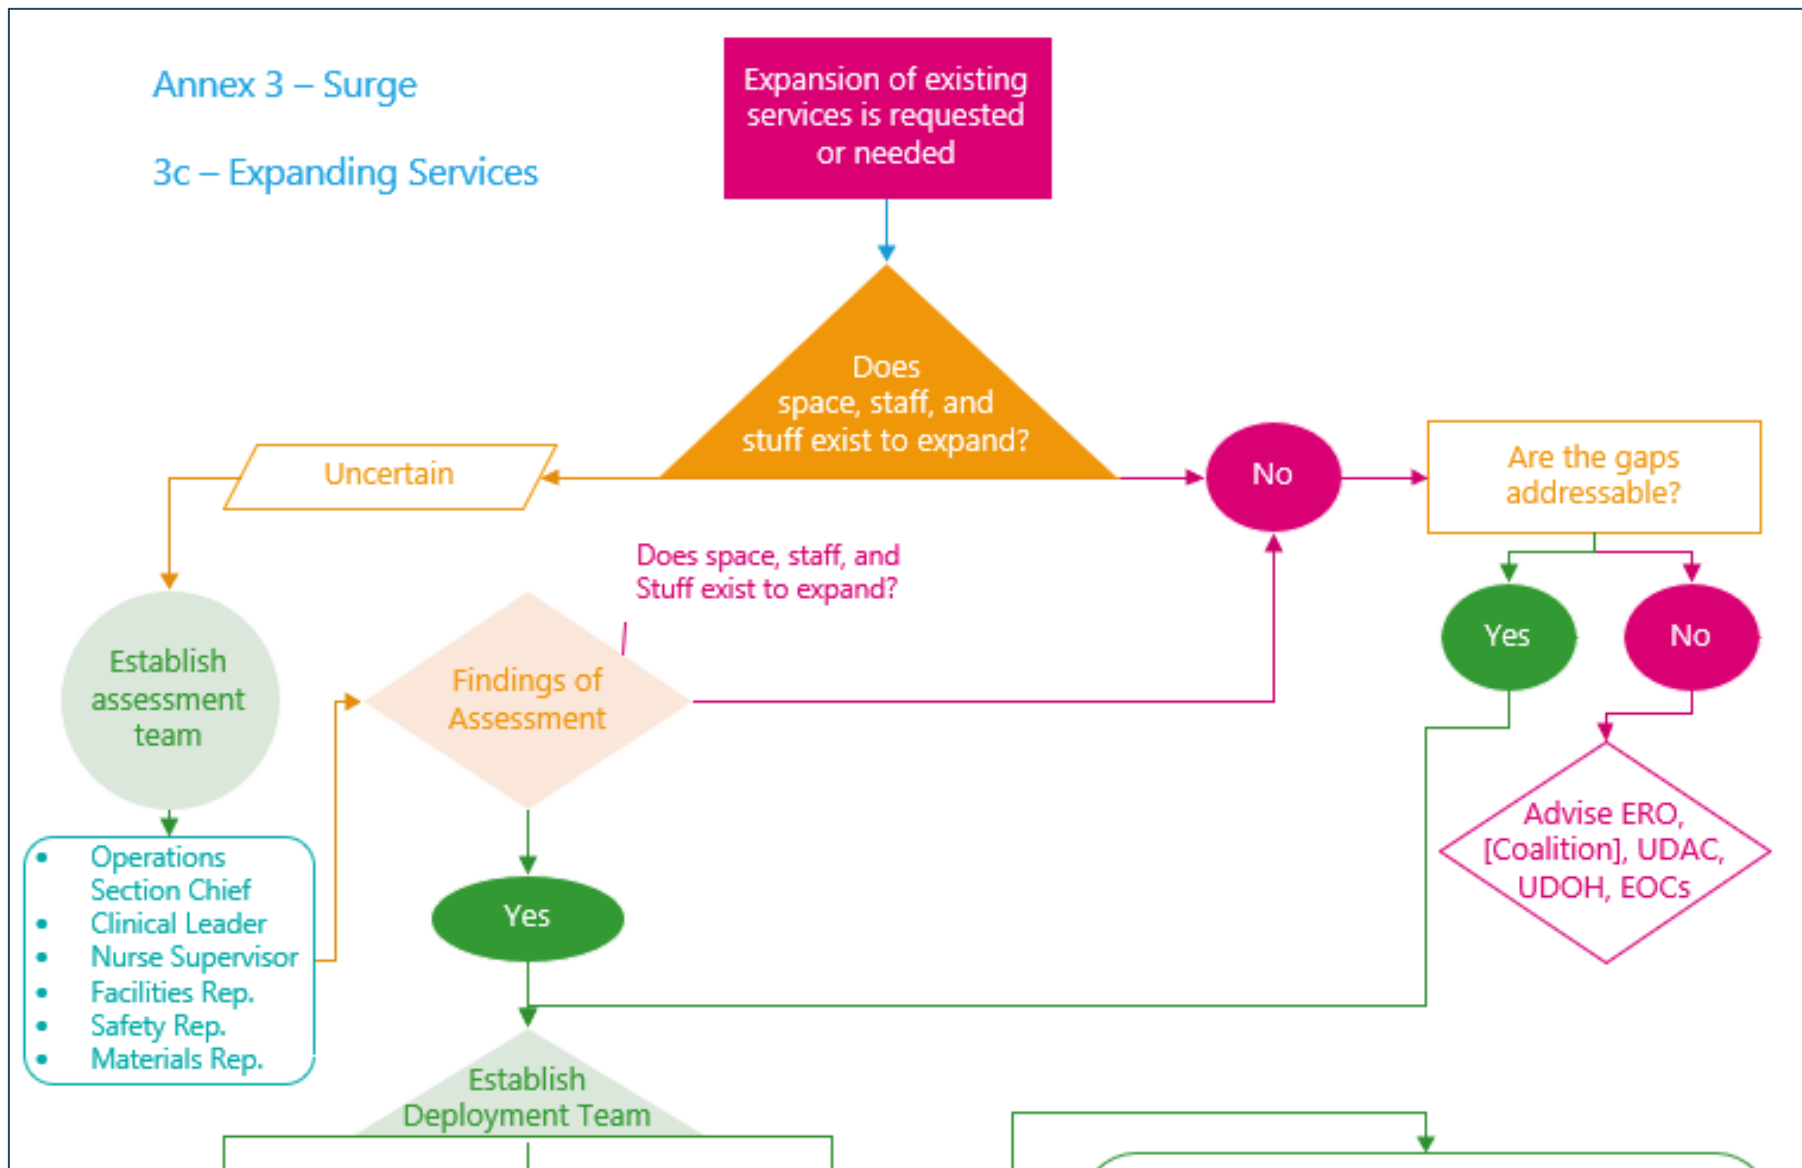 Annex 3 – Surge
3c – Expanding Services
Expansion of existing
services is requested
or needed
Does
space, staff, and
stuff exist to expand?
Uncertain
No
Are the gaps
addressable?
Does space, staff, and
Stuff exist to expand?
Yes
No
Establish
assessment
team
Findings of
Assessment
Advise ERO,
[Coalition], UDAC,
UDOH, EOCs
• Operations
Section Chief
• Clinical Leader
• Nurse Supervisor
• Facilities Rep.
• Safety Rep.
• Materials Rep.
Yes
Establish
Deployment Team